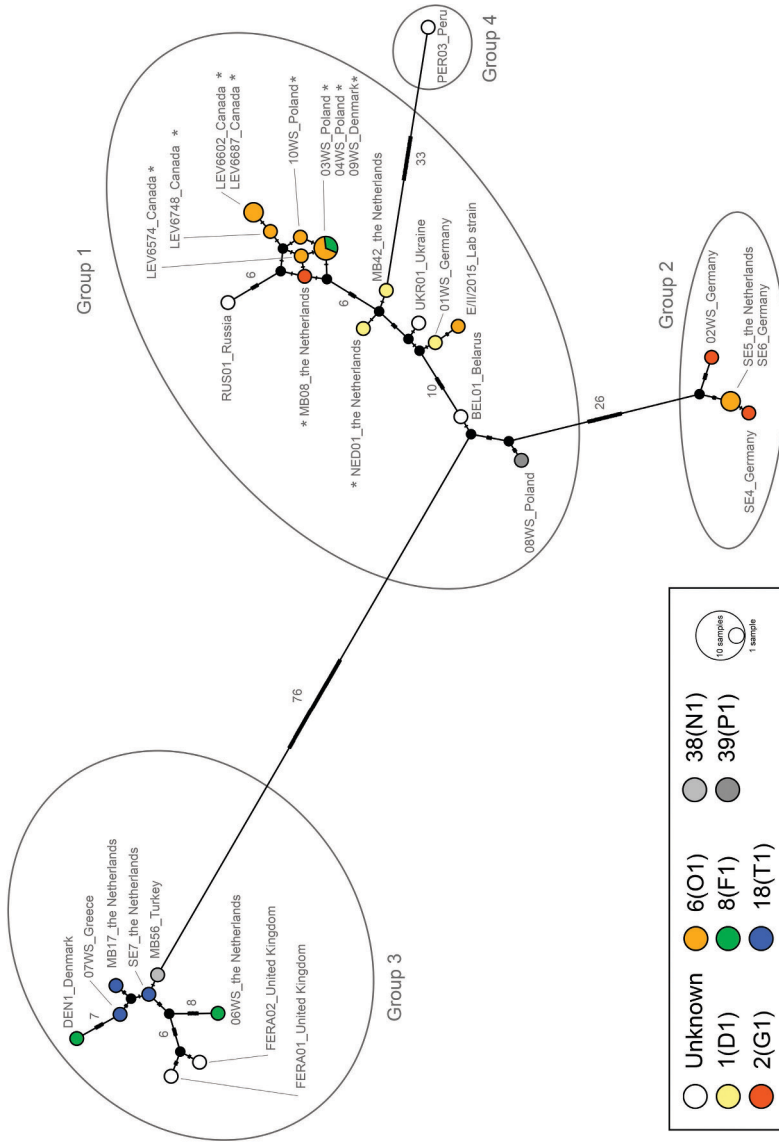 Group 1
Group 4
PER03_Peru
LEV6602_Canada *
LEV6687_Canada *
LEV6574_Canada *
LEV6748_Canada *
10WS_Poland *
03WS_Poland *
04WS_Poland *
09WS_Denmark*
6
RUS01_Russia
* MB08_the Netherlands
6
MB42_the Netherlands
33
* NED01_the Netherlands
UKR01_Ukraine
01WS_Germany
E/II/2015_Lab strain
10
BEL01_Belarus
08WS_Poland
26
Group 2
02WS_Germany
SE5_the Netherlands
SE6_Germany
SE4_Germany
76
Group 3
DEN1_Denmark
7
07WS_Greece
MB17_the Netherlands
SE7_the Netherlands
MB56_Turkey
8
06WS_the Netherlands
6
FERA02_United Kingdom
FERA01_United Kingdom
Unknown
1(D1)
2(G1)
6(O1)
8(F1)
18(T1)
38(N1)
39(P1)
10 samples
1 sample